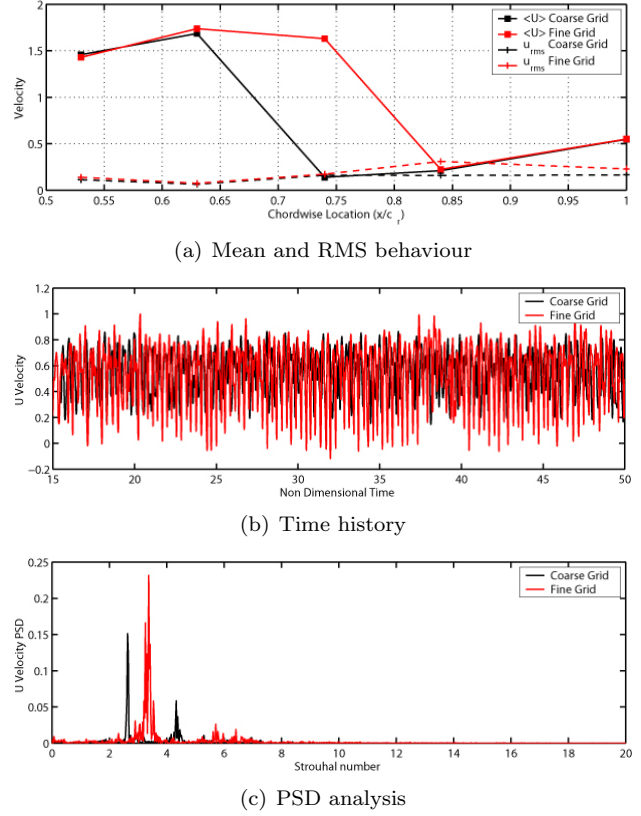 2
1.5
1
0.5
0
Velocity
<U> Coarse Grid
<U> Fine Grid
u_rms Coarse Grid
u_rms Fine Grid
0.5 0.55 0.6 0.65 0.7 0.75 0.8 0.85 0.9 0.95 1
Chordwise Location (x/c_r)
(a) Mean and RMS behaviour
1.2
1.0
0.8
0.6
0.4
0.2
0
−0.2
U Velocity
Coarse Grid
Fine Grid
15 20 25 30 35 40 45 50
Non Dimensional Time
(b) Time history
0.25
0.2
0.15
0.1
0.05
0
U Velocity PSD
Coarse Grid
Fine Grid
0 2 4 6 8 10 12 14 16 18 20
Strouhal number
(c) PSD analysis